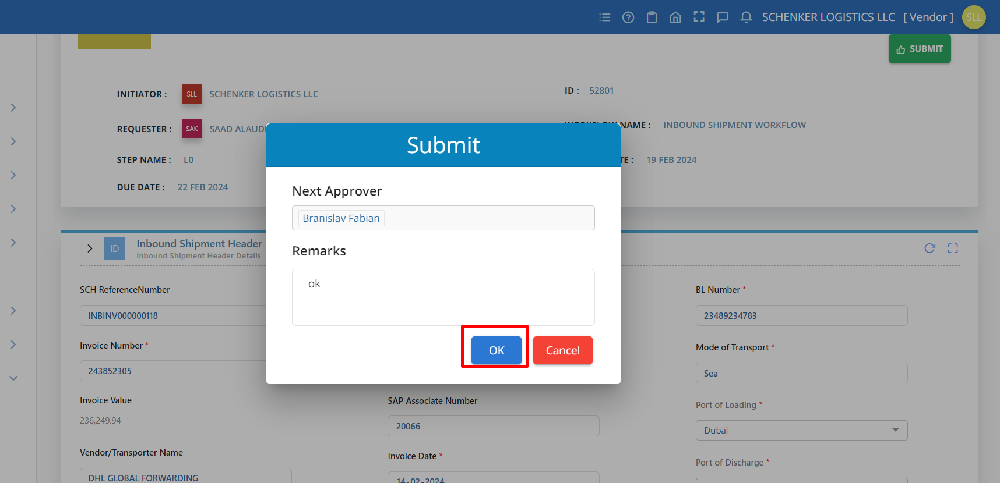 SCHENKER LOGISTICS LLC [ Vendor ] SLL
SUBMIT
INITIATOR : SLL SCHENKER LOGISTICS LLC
ID : 52801
REQUESTER : SAK SAAD ALAUDI
WORKFLOW NAME : INBOUND SHIPMENT WORKFLOW
STEP NAME : L0
TE : 19 FEB 2024
DUE DATE : 22 FEB 2024
Submit
Next Approver
Branislav Fabian
Remarks
ok
OK Cancel
ID Inbound Shipment Header
Inbound Shipment Header Details
SCH ReferenceNumber
INBINV000000118
BL Number *
23489234783
Invoice Number *
243852305
Mode of Transport *
Sea
Invoice Value
236,249.94
SAP Associate Number
20066
Port of Loading *
Dubai
Vendor/Transporter Name
DHL GLOBAL FORWARDING
Invoice Date *
14-02-2024
Port of Discharge *